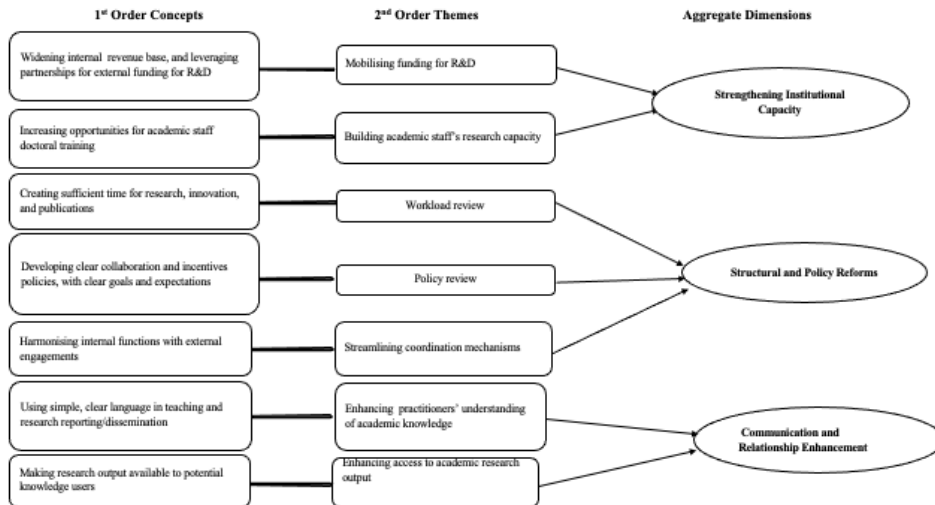 1st Order Concepts
2nd Order Themes
Aggregate Dimensions
Widening internal revenue base, and leveraging
partnerships for external funding for R&D
Mobilising funding for R&D
Strengthening Institutional
Capacity
Increasing opportunities for academic staff
doctoral training
Building academic staff's research capacity
Creating sufficient time for research, innovation,
and publications
Workload review
Developing clear collaboration and incentives
policies, with clear goals and expectations
Policy review
Structural and Policy Reforms
Harmonising internal functions with external
engagements
Streamlining coordination mechanisms
Using simple, clear language in teaching and
research reporting/dissemination
Enhancing practitioners' understanding
of academic knowledge
Communication and
Relationship Enhancement
Making research output available to potential
knowledge users
Enhancing access to academic research
output